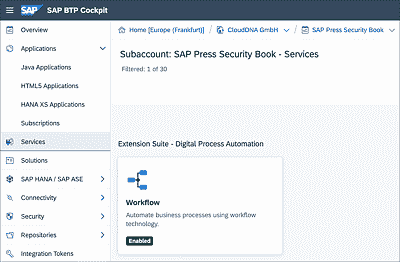 SAP SAP BTP Cockpit
Overview
Home [Europe (Frankfurt)] / CloudDNA GmbH / SAP Press Security Book
Applications
Java Applications
HTML5 Applications
HANA XS Applications
Subscriptions
Services
Solutions
SAP HANA / SAP ASE
Connectivity
Security
Repositories
Integration Tokens
Subaccount: SAP Press Security Book - Services
Filtered: 1 of 30
Extension Suite - Digital Process Automation
Workflow
Automate business processes using workflow
technology.
Enabled